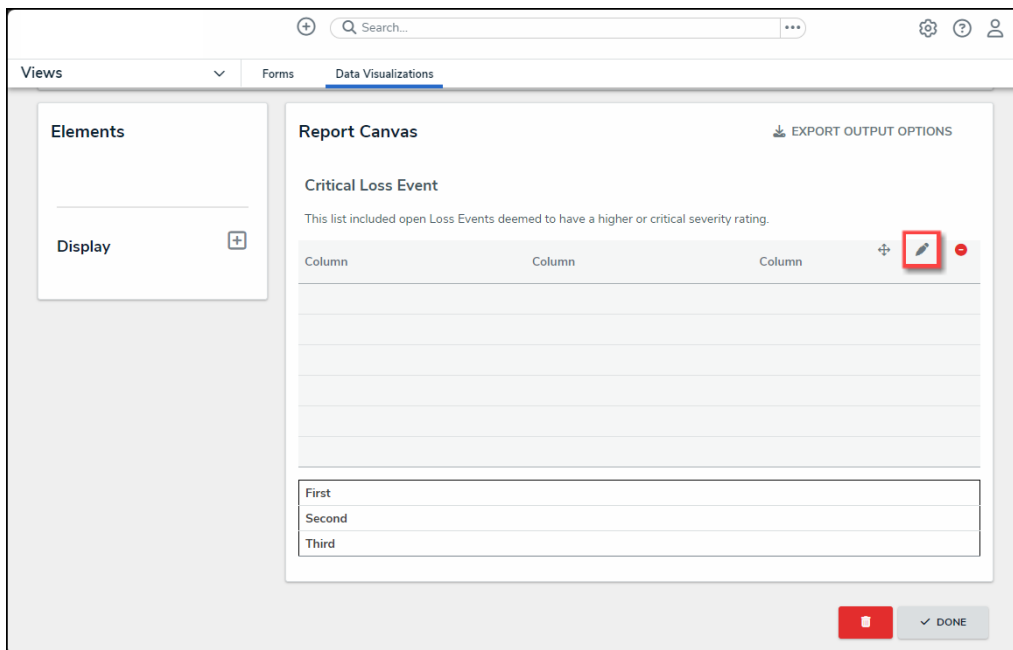 Search...
Views
Forms
Data Visualizations
Elements
Display
Report Canvas
EXPORT OUTPUT OPTIONS
Critical Loss Event
This list included open Loss Events deemed to have a higher or critical severity rating.
Column Column Column
First
Second
Third
DONE